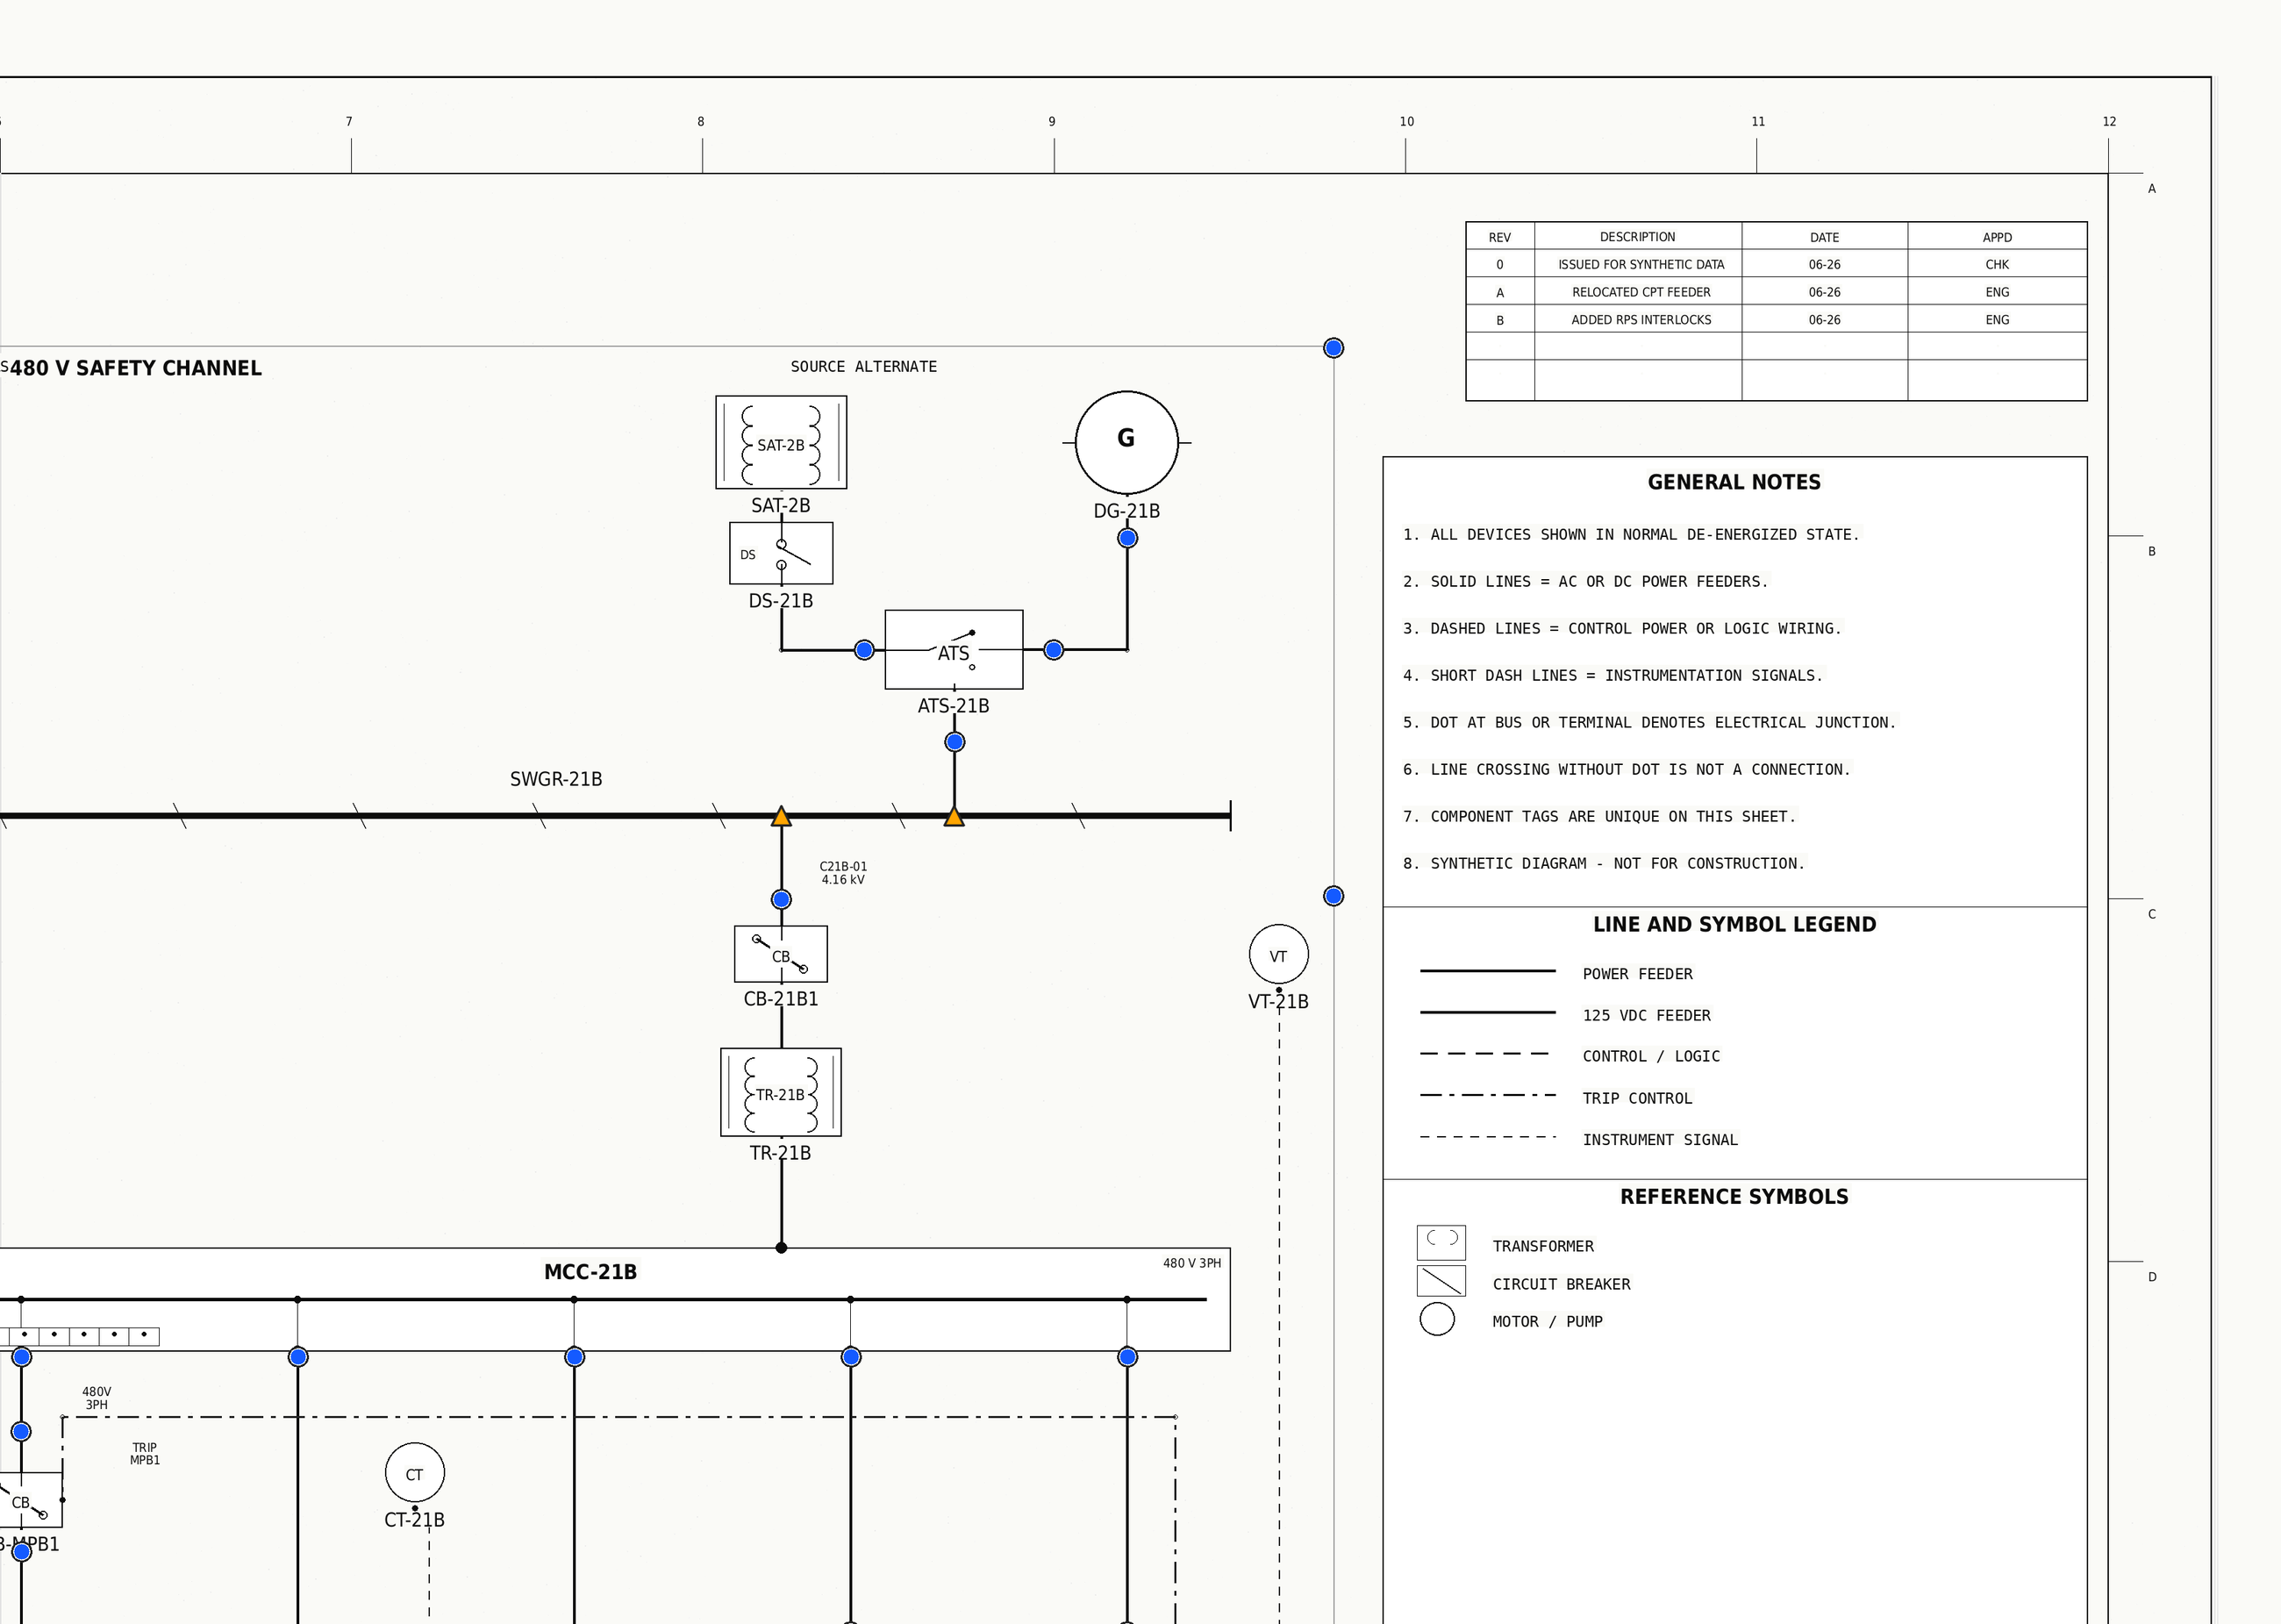 7
8
9
10
11
12
A
REV DESCRIPTION DATE APPD
0 ISSUED FOR SYNTHETIC DATA 06-26 CHK
A RELOCATED CPT FEEDER 06-26 ENG
B ADDED RPS INTERLOCKS 06-26 ENG
S480 V SAFETY CHANNEL
SOURCE ALTERNATE
SAT-2B
SAT-2B
G
DG-21B
DS
DS-21B
ATS
ATS-21B
SWGR-21B
C21B-01
4.16 kV
CB
CB-21B1
VT
VT-21B
TR-21B
TR-21B
MCC-21B
480 V 3PH
480V
3PH
TRIP
MPB1
CB
B-MPB1
CT
CT-21B
GENERAL NOTES
1. ALL DEVICES SHOWN IN NORMAL DE-ENERGIZED STATE.
2. SOLID LINES = AC OR DC POWER FEEDERS.
3. DASHED LINES = CONTROL POWER OR LOGIC WIRING.
4. SHORT DASH LINES = INSTRUMENTATION SIGNALS.
5. DOT AT BUS OR TERMINAL DENOTES ELECTRICAL JUNCTION.
6. LINE CROSSING WITHOUT DOT IS NOT A CONNECTION.
7. COMPONENT TAGS ARE UNIQUE ON THIS SHEET.
8. SYNTHETIC DIAGRAM - NOT FOR CONSTRUCTION.
LINE AND SYMBOL LEGEND
POWER FEEDER
125 VDC FEEDER
CONTROL / LOGIC
TRIP CONTROL
INSTRUMENT SIGNAL
REFERENCE SYMBOLS
TRANSFORMER
CIRCUIT BREAKER
MOTOR / PUMP
B
C
D